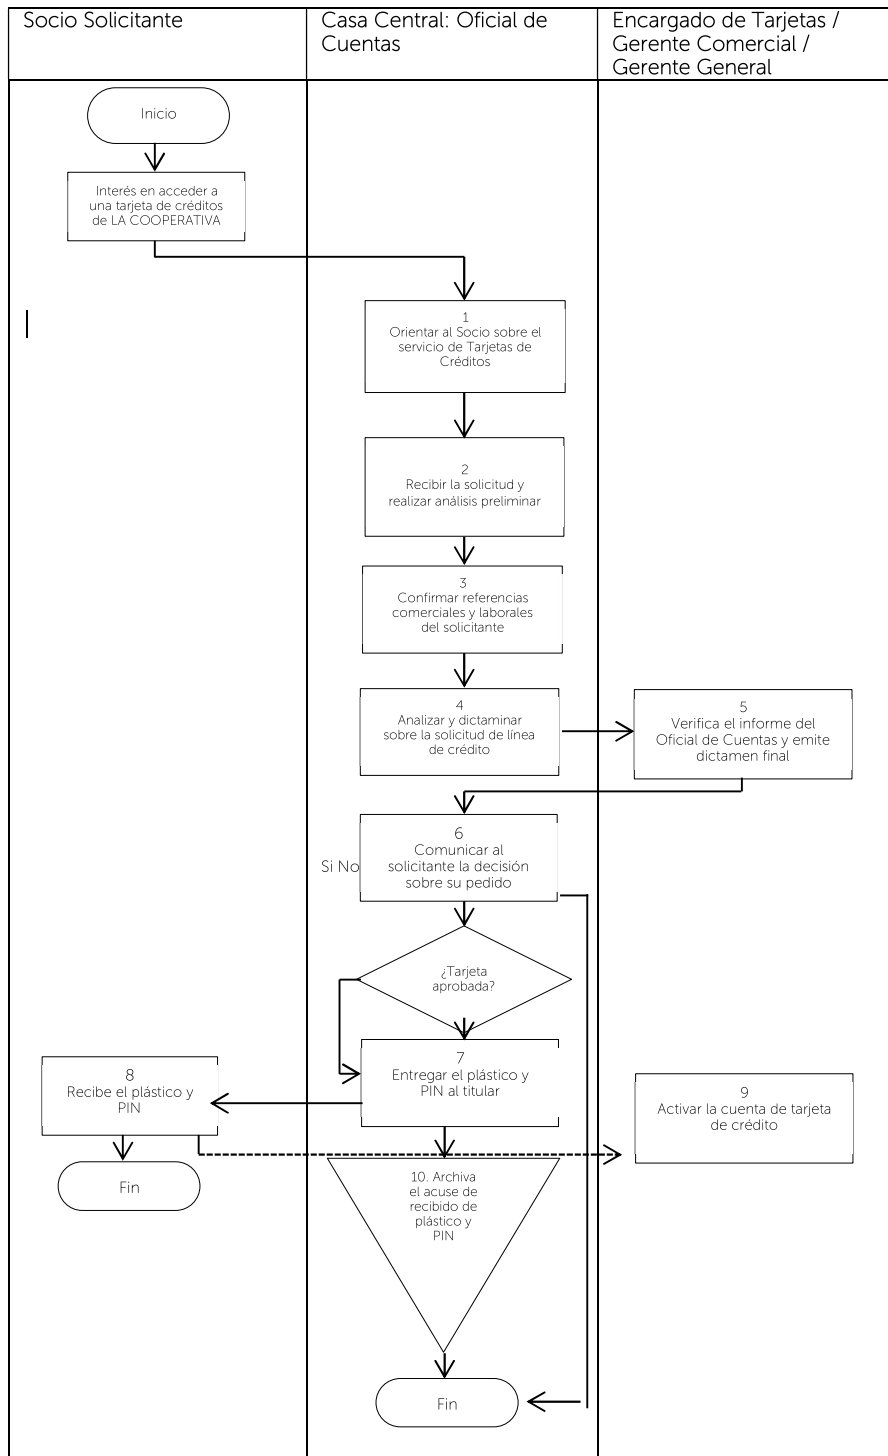 Socio Solicitante
Casa Central: Oficial de
Cuentas
Encargado de Tarjetas /
Gerente Comercial /
Gerente General
Inicio
Interés en acceder a
una tarjeta de créditos
de LA COOPERATIVA
1
Orientar al Socio sobre el
servicio de Tarjetas de
Créditos
2
Recibir la solicitud y
realizar análisis preliminar
3
Confirmar referencias
comerciales y laborales
del solicitante
4
Analizar y dictaminar
sobre la solicitud de línea
de crédito
5
Verifica el informe del
Oficial de Cuentas y emite
dictamen final
6
Comunicar al
solicitante la decisión
sobre su pedido
Si No
¿Tarjeta
aprobada?
7
Entregar el plástico y
PIN al titular
8
Recibe el plástico y
PIN
9
Activar la cuenta de tarjeta
de crédito
Fin
10. Archiva
el acuse de
recibido de
plástico y
PIN
Fin